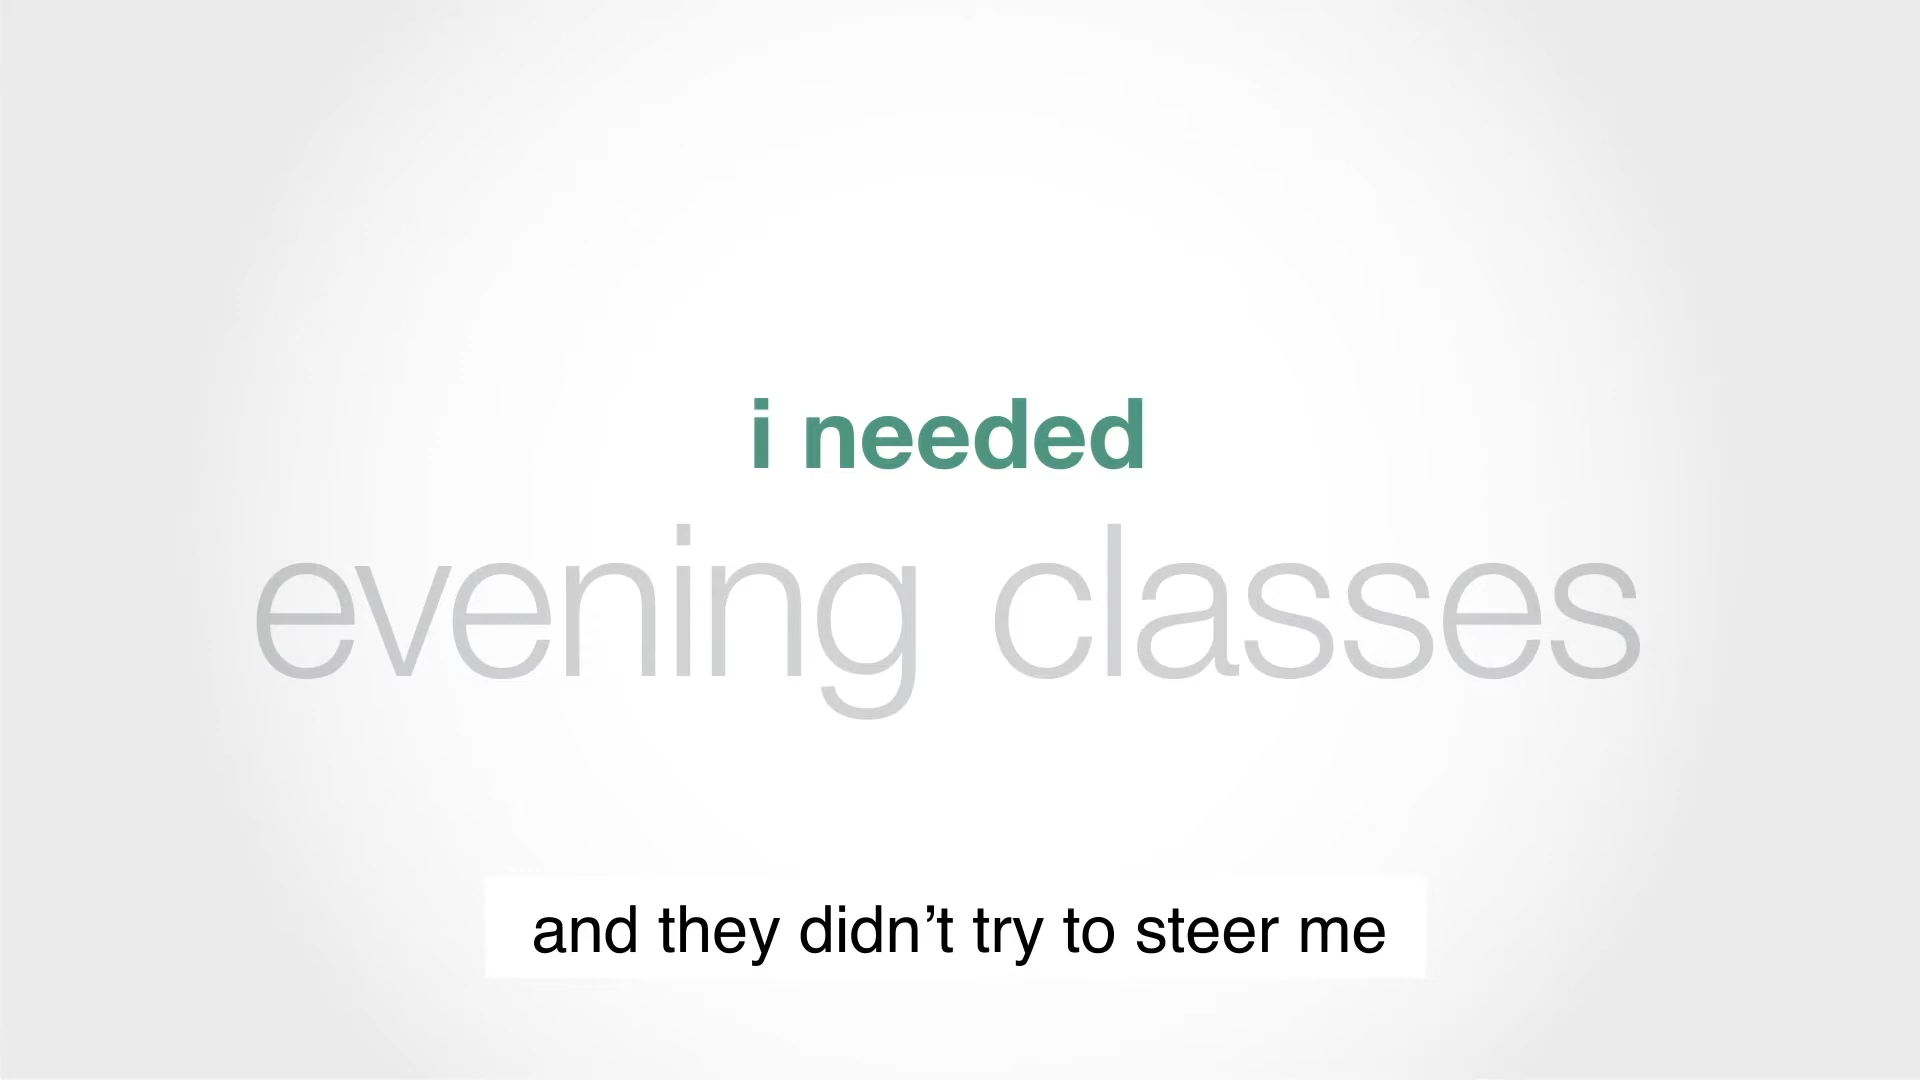 i needed
evening classes
and they didn’t try to steer me